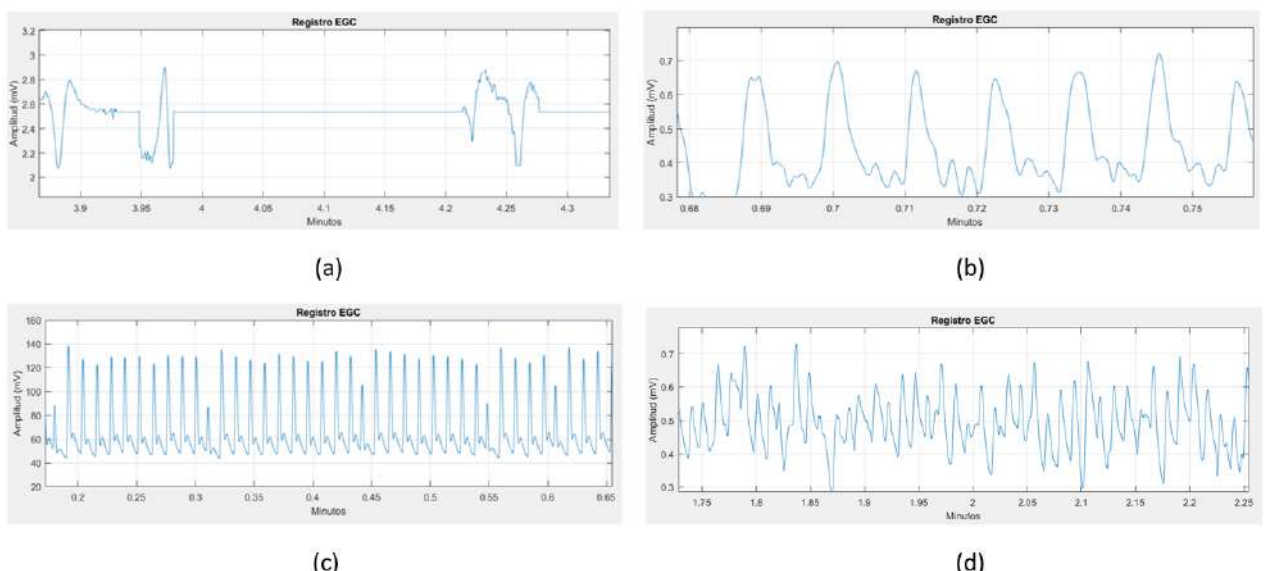 Registro EGC
Amplitud (mV)
3.2
3
2.8
2.6
2.4
2.2
2
3.9 3.95 4 4.05 4.1 4.15 4.2 4.25 4.3
Minutos
(a)
Registro EGC
Amplitud (mV)
0.7
0.6
0.5
0.4
0.3
0.68 0.69 0.7 0.71 0.72 0.73 0.74 0.75
Minutos
(b)
Registro EGC
Amplitud (mV)
160
140
120
100
80
60
40
20
0.2 0.25 0.3 0.35 0.4 0.45 0.5 0.55 0.6 0.65
Minutos
(c)
Registro EGC
Amplitud (mV)
0.7
0.6
0.5
0.4
0.3
1.75 1.8 1.85 1.9 1.95 2 2.05 2.1 2.15 2.2 2.25
Minutos
(d)